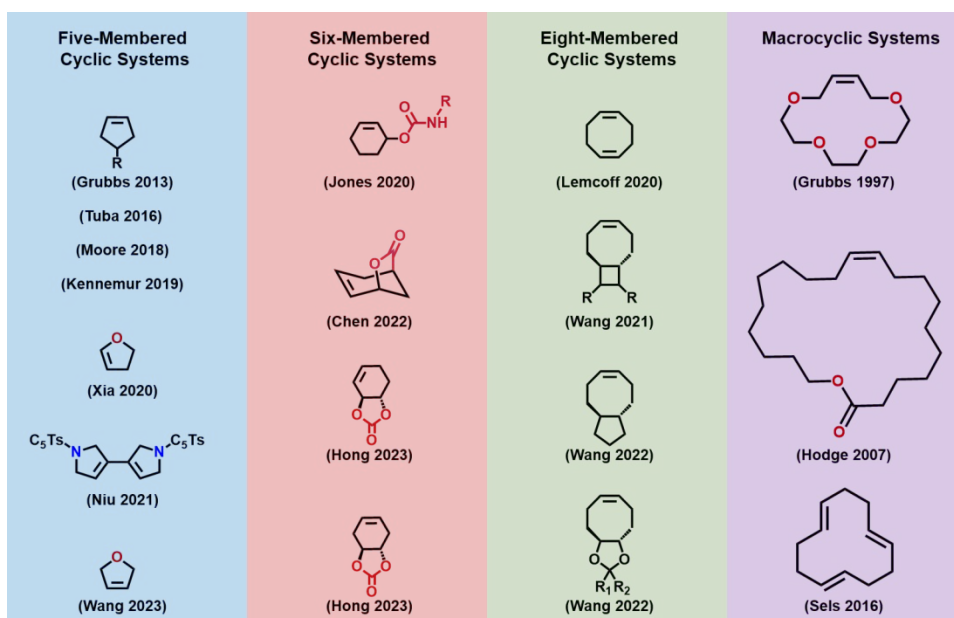 Five-Membered
Cyclic Systems
R
(Grubbs 2013)
(Tuba 2016)
(Moore 2018)
(Kennemur 2019)
O
(Xia 2020)
C5Ts
N
N
C5Ts
(Niu 2021)
O
(Wang 2023)
Six-Membered
Cyclic Systems
R
O
NH
O
(Jones 2020)
O
O
(Chen 2022)
O
O
O
(Hong 2023)
O
O
O
(Hong 2023)
Eight-Membered
Cyclic Systems
(Lemcoff 2020)
R
R
(Wang 2021)
(Wang 2022)
O
O
R1 R2
(Wang 2022)
Macrocyclic Systems
O
O
O
O
(Grubbs 1997)
O
O
(Hodge 2007)
(Sels 2016)